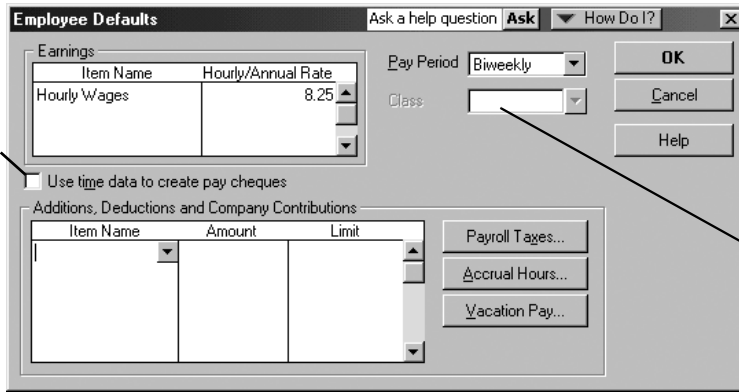 Employee Defaults Ask a help question Ask How Do I?
Earnings
Item Name Hourly/Annual Rate
Hourly Wages 8.25
Pay Period Biweekly
Class
OK
Cancel
Help
Use time data to create pay cheques
Additions, Deductions and Company Contributions
Item Name Amount Limit
Payroll Taxes...
Accrual Hours...
Vacation Pay...